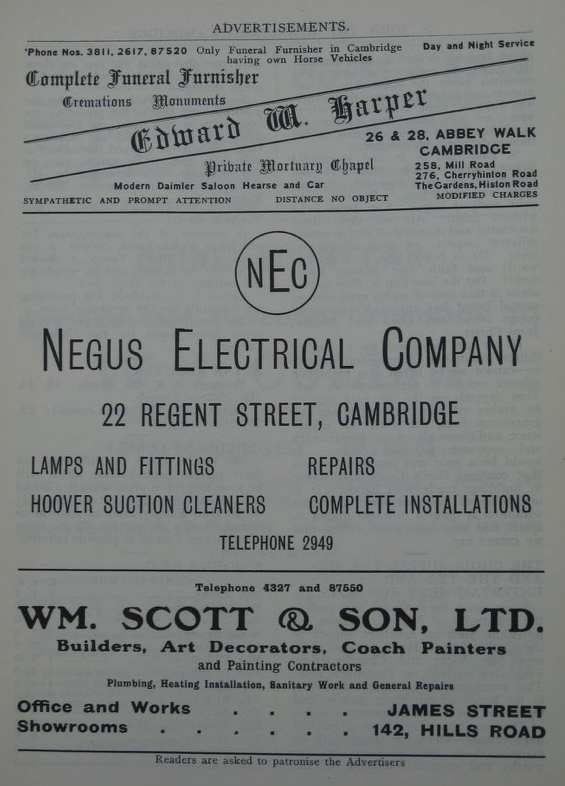 ADVERTISEMENTS.
'Phone Nos. 3811, 2617, 87520 Only Funeral Furnisher in Cambridge having own Horse Vehicles Day and Night Service
Complete Funeral Furnisher
Cremations Monuments
Edward W. Harper
26 & 28, ABBEY WALK
CAMBRIDGE
Private Mortuary Chapel
258, Mill Road
276, Cherryhinton Road
The Gardens, Histon Road
Modern Daimler Saloon Hearse and Car
SYMPATHETIC AND PROMPT ATTENTION DISTANCE NO OBJECT MODIFIED CHARGES
NEC
NEGUS ELECTRICAL COMPANY
22 REGENT STREET, CAMBRIDGE
LAMPS AND FITTINGS REPAIRS
HOOVER SUCTION CLEANERS COMPLETE INSTALLATIONS
TELEPHONE 2949
Telephone 4327 and 87550
WM. SCOTT & SON, LTD.
Builders, Art Decorators, Coach Painters
and Painting Contractors
Plumbing, Heating Installation, Sanitary Work and General Repairs
Office and Works . . . . JAMES STREET
Showrooms . . . . . . 142, HILLS ROAD
Readers are asked to patronise the Advertisers